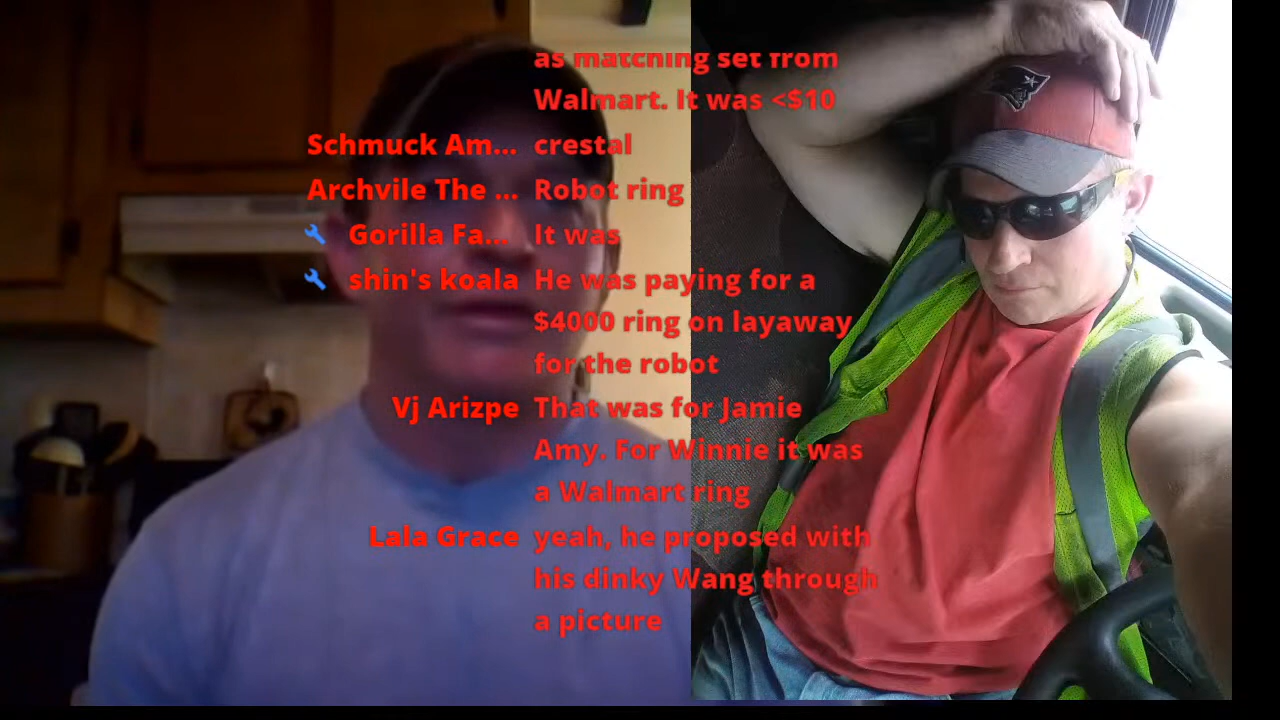 as matching set from
Walmart. It was <$10
Schmuck Am... crestal
Archvile The ... Robot ring
Gorilla Fa... It was
shin's koala He was paying for a
$4000 ring on layaway
for the robot
Vj Arizpe That was for Jamie
Amy. For Winnie it was
a Walmart ring
Lala Grace yeah, he proposed with
his dinky Wang through
a picture